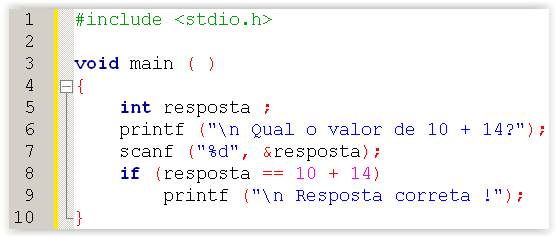 1 #include <stdio.h>
2
3 void main ( )
4 {
5 int resposta ;
6 printf ("\n Qual o valor de 10 + 14?");
7 scanf ("%d", &resposta);
8 if (resposta == 10 + 14)
9 printf ("\n Resposta correta !");
10 }